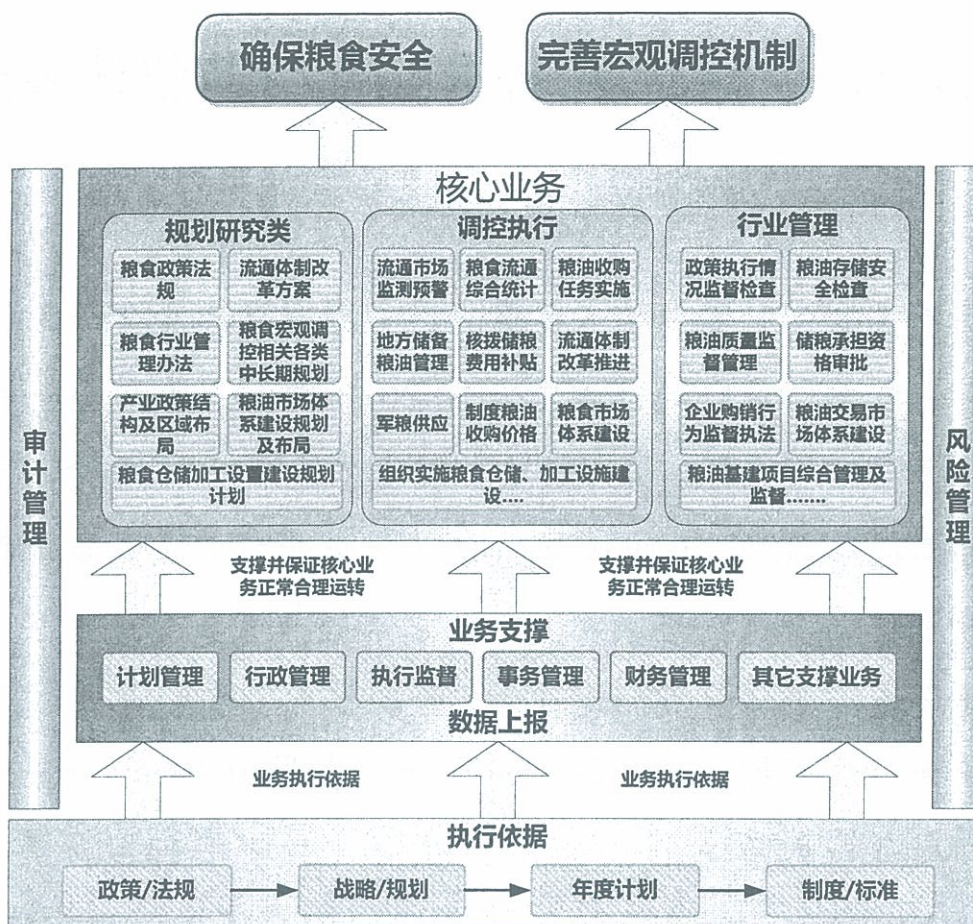 确保粮食安全
完善宏观调控机制
审计管理
风险管理
核心业务
规划研究类
粮食政策法
规
流通体制改
革方案
粮食行业管
理办法
粮食宏观调
控相关各类
中长期规划
产业政策结
构及区域布
局
粮油市场体
系建设规划
及布局
粮食仓储加工设置建设规划
计划
调控执行
流通市场
监测预警
粮食流通
综合统计
粮油收购
任务实施
地方储备
粮油管理
核拨储粮
费用补贴
流通体制
改革推进
军粮供应
制度粮油
收购价格
粮食市场
体系建设
组织实施粮食仓储、加工设施建
设....
行业管理
政策执行情
况监督检查
粮油存储安
全检查
粮油质量监
督管理
储粮承担资
格审批
企业购销行
为监督执法
粮油交易市
场体系建设
粮油基建项目综合管理及
监督.......
支撑并保证核心业
务正常合理运转
支撑并保证核心业
务正常合理运转
业务支撑
计划管理
行政管理
执行监督
事务管理
财务管理
其它支撑业务
数据上报
业务执行依据
业务执行依据
执行依据
政策/法规
战略/规划
年度计划
制度/标准